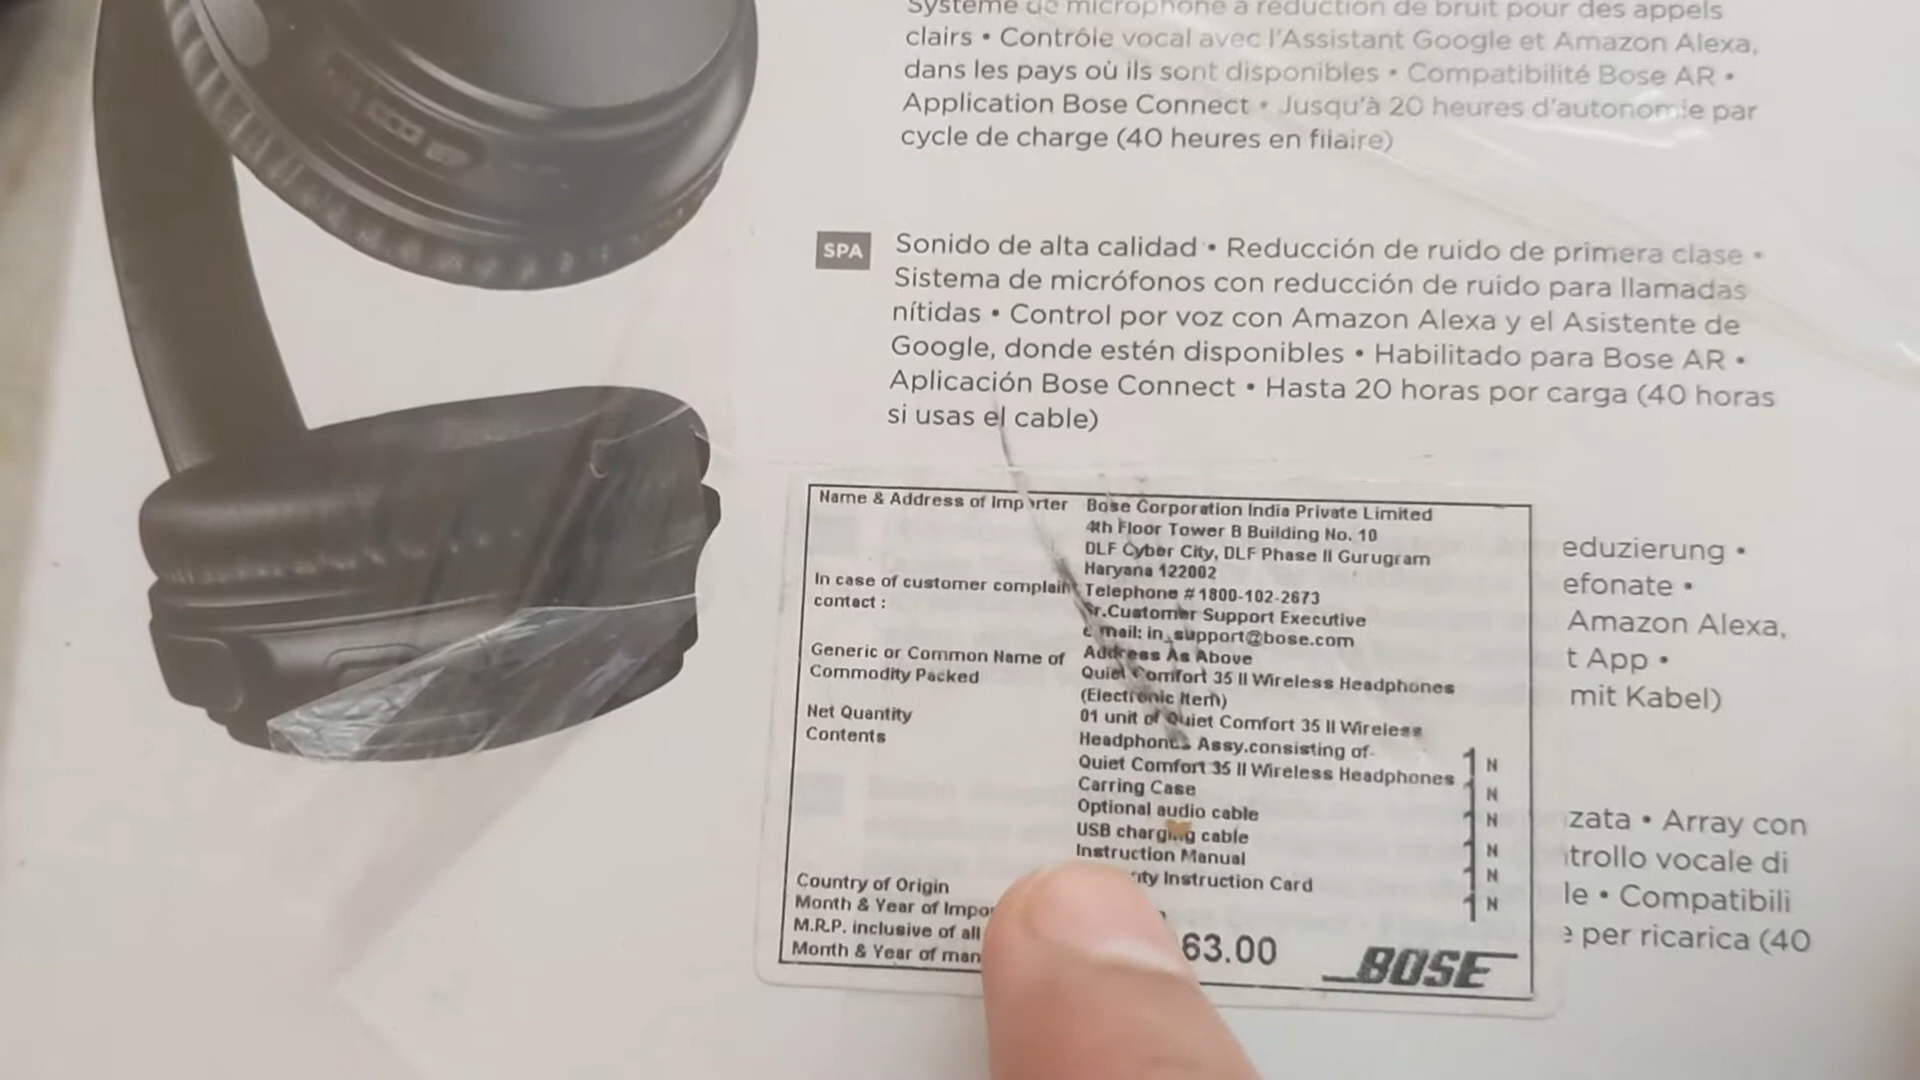 Système de microphone à réduction de bruit pour des appels
clairs • Contrôle vocal avec l'Assistant Google et Amazon Alexa,
dans les pays où ils sont disponibles • Compatibilité Bose AR •
Application Bose Connect • Jusqu'à 20 heures d'autonomie par
cycle de charge (40 heures en filaire)
SPA
Sonido de alta calidad • Reducción de ruido de primera clase •
Sistema de micrófonos con reducción de ruido para llamadas
nítidas • Control por voz con Amazon Alexa y el Asistente de
Google, donde estén disponibles • Habilitado para Bose AR •
Aplicación Bose Connect • Hasta 20 horas por carga (40 horas
si usas el cable)
Name & Address of Importer Bose Corporation India Private Limited
4th Floor Tower B Building No. 10
DLF Cyber City, DLF Phase II Gurugram
Haryana 122002
In case of customer complaint Telephone # 1800-102-2673
contact : Sr.Customer Support Executive
e mail: in_support@bose.com
Address As Above
Generic or Common Name of Quiet Comfort 35 II Wireless Headphones
Commodity Packed (Electronic Item)
Net Quantity 01 unit of Quiet Comfort 35 II Wireless
Contents Headphones Assy.consisting of-
Quiet Comfort 35 II Wireless Headphones 1 N
Carring Case 1 N
Optional audio cable 1 N
USB charging cable 1 N
Instruction Manual 1 N
Instruction Card 1 N
Country of Origin
Month & Year of
M.R.P. inclusive of all 63.00
Month & Year of
BOSE
eduzierung •
efonate •
Amazon Alexa,
t App •
mit Kabel)
zata • Array con
trollo vocale di
le • Compatibili
e per ricarica (40